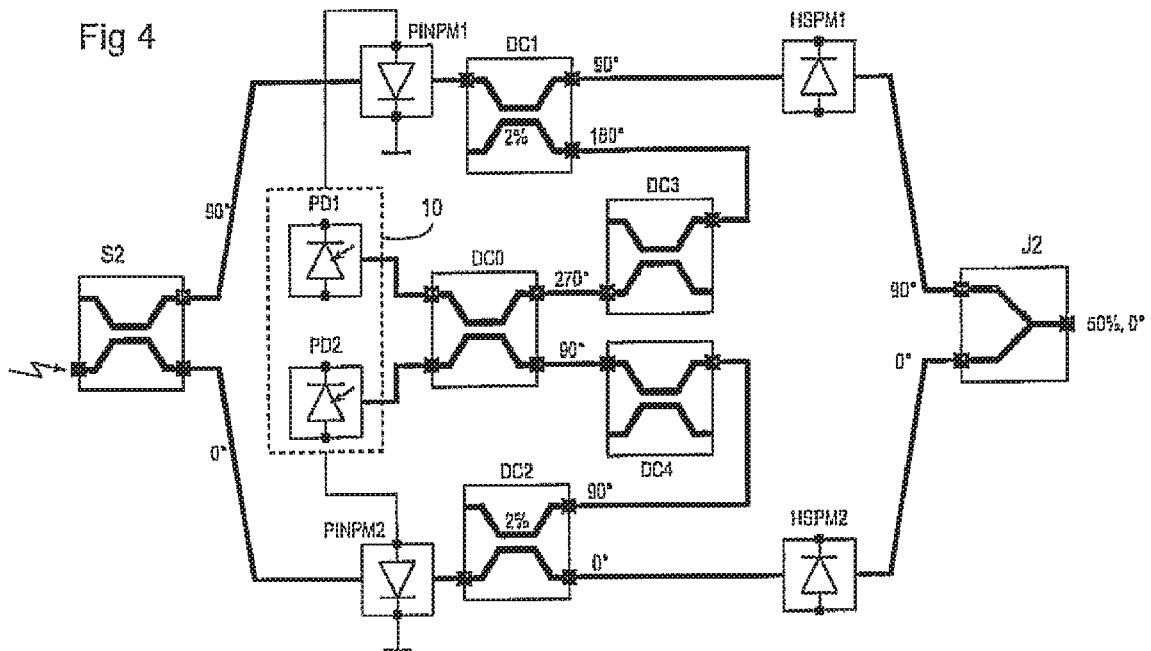 Fig 4
PINPM1
DC1
90°
HSPM1
2%
180°
DC3
PD1
10
90°
S2
DC0
270°
J2
90°
50%, 0°
PD2
90°
0°
0°
DC4
DC2
90°
2%
PINPM2
HSPM2
0°